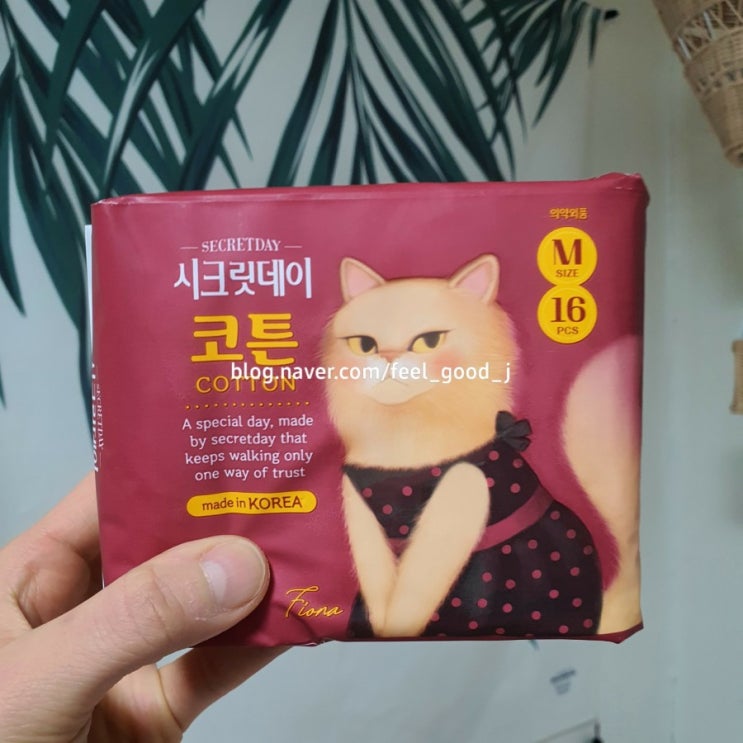 의약외품
SECRETDAY
시크릿데이
코튼
COTTON
A special day, made
by secretday that
keeps walking only
one way of trust
made in KOREA
M
SIZE
16
PCS
Fiona
blog.naver.com/feel_good_j
SECRETDAY